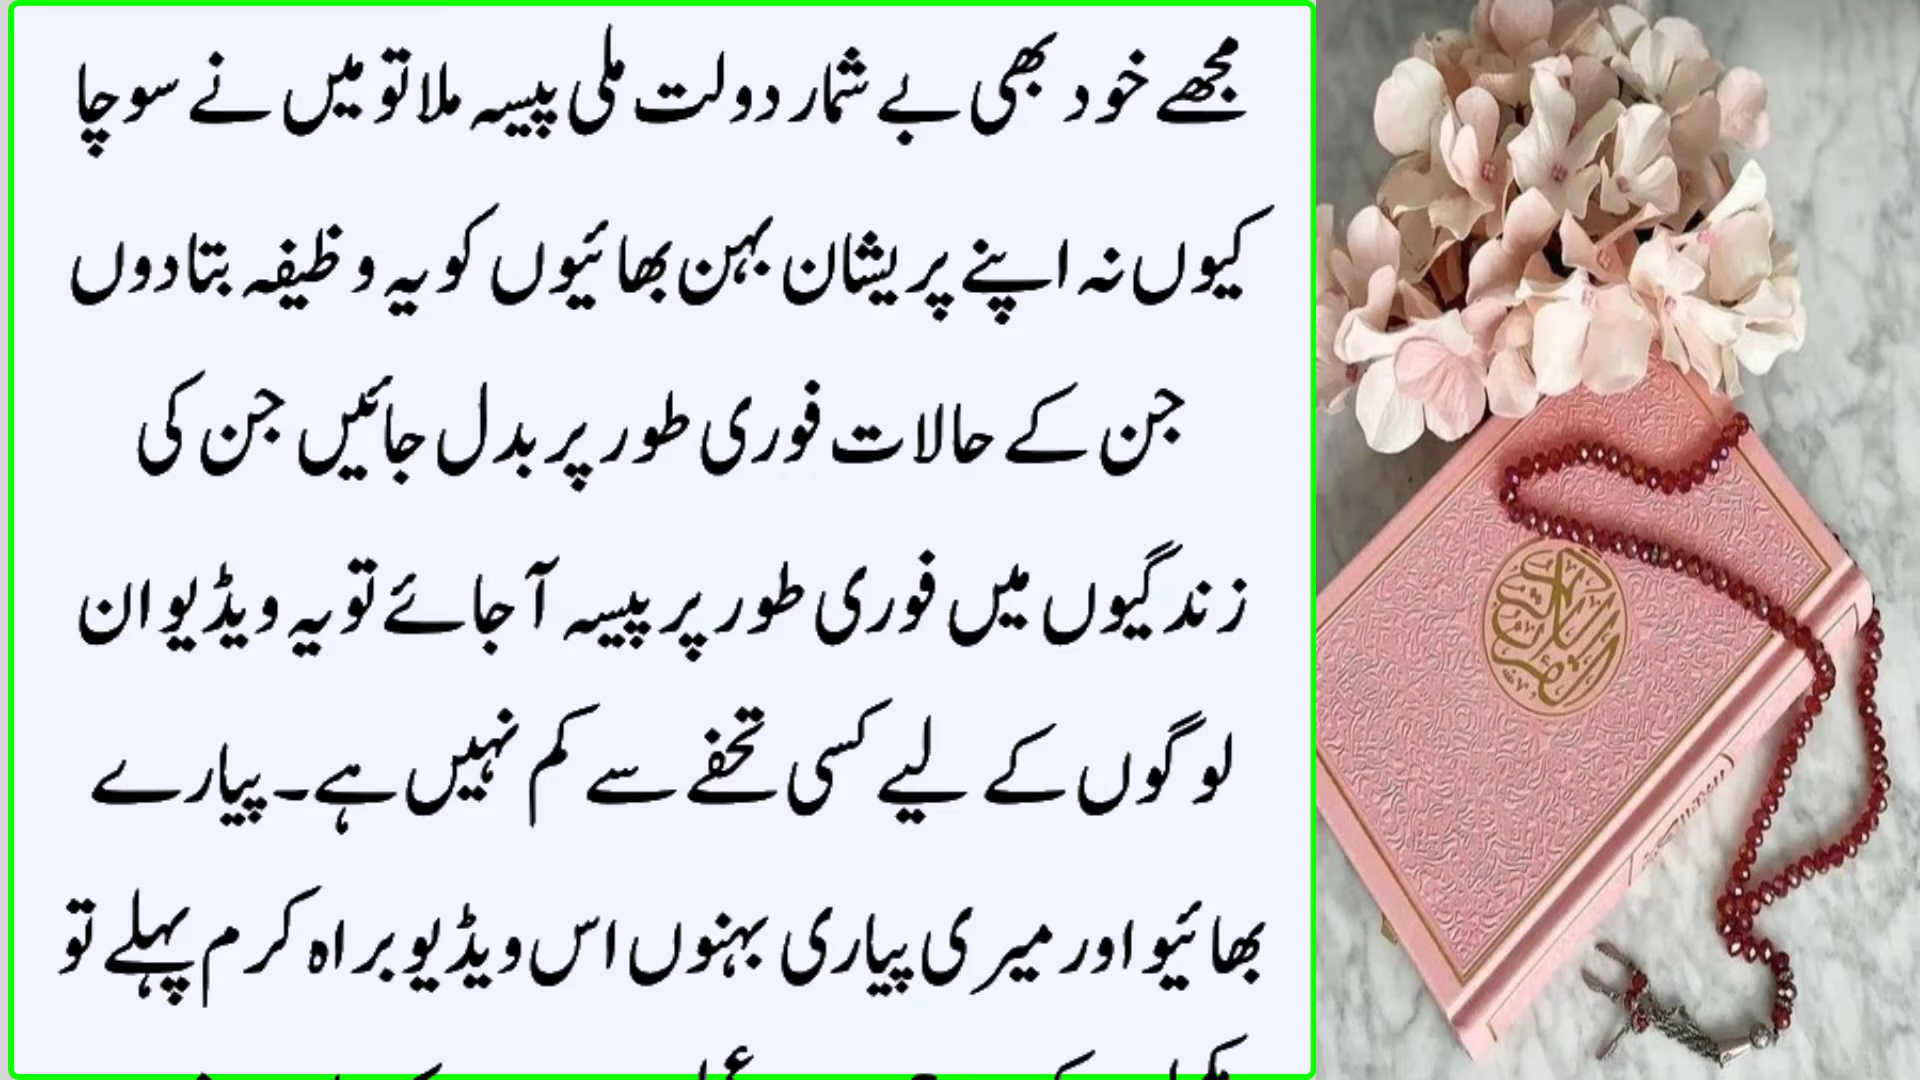 مجھے خود بھی بے شمار دولت ملی پیسہ ملا تو میں نے سوچا
کیوں نہ اپنے پریشان بہن بھائیوں کو یہ وظیفہ بتا دوں
جن کے حالات فوری طور پر بدل جائیں جن کی
زندگیوں میں فوری طور پر پیسہ آ جائے تو یہ ویڈیو ان
لوگوں کے لیے کسی تحفے سے کم نہیں ہے۔ پیارے
بھائیو اور میری پیاری بہنوں اس ویڈیو براہ کرم پہلے تو
القرآن الكريم